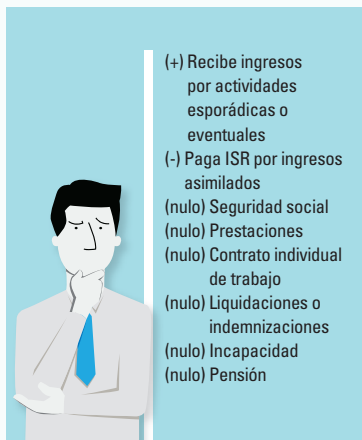 (+) Recibe ingresos
por actividades
esporádicas o
eventuales
(-) Paga ISR por ingresos
asimilados
(nulo) Seguridad social
(nulo) Prestaciones
(nulo) Contrato individual
de trabajo
(nulo) Liquidaciones o
indemnizaciones
(nulo) Incapacidad
(nulo) Pensión